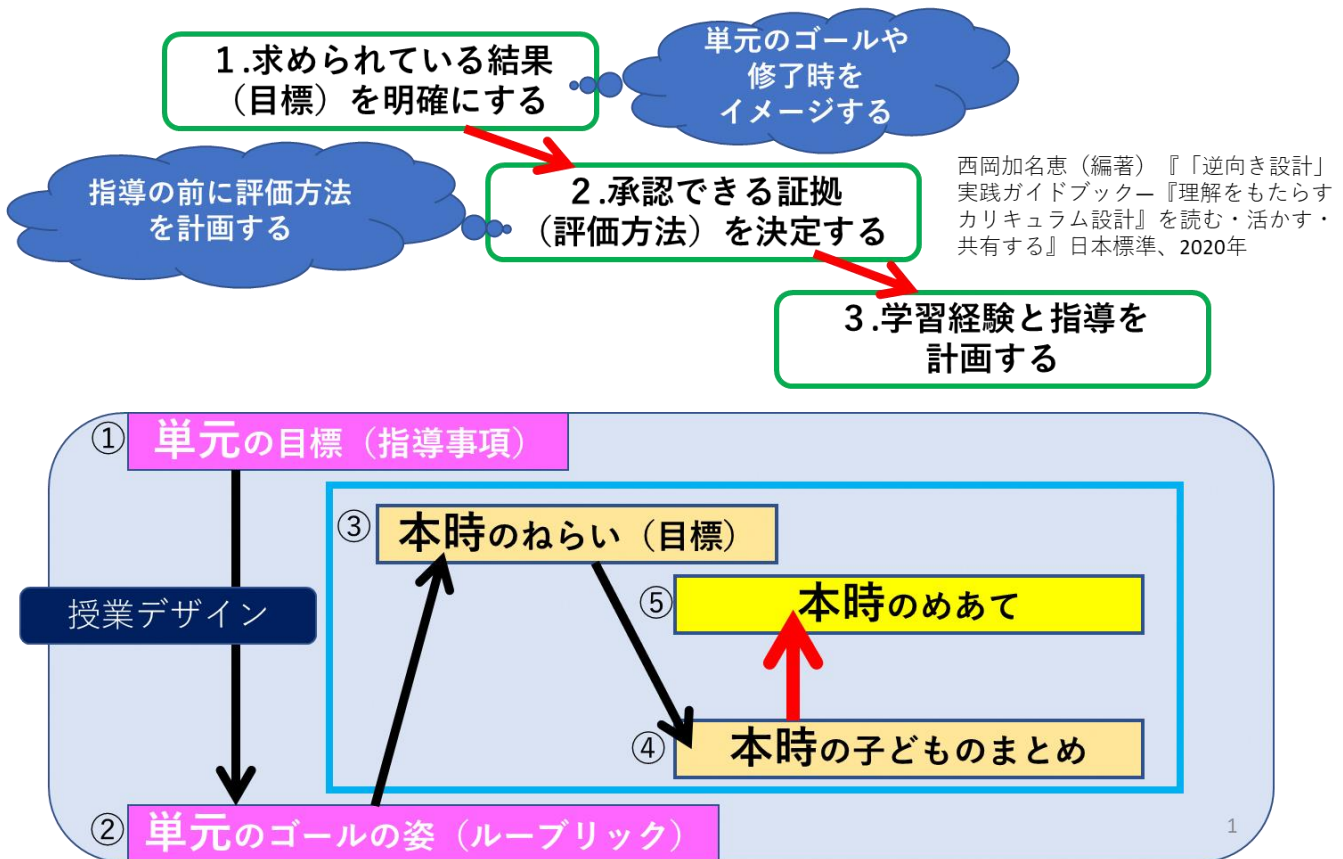 １.求められている結果
（目標）を明確にする
単元のゴールや
修了時を
イメージする
指導の前に評価方法
を計画する
２.承認できる証拠
（評価方法）を決定する
西岡加名恵（編著）『「逆向き設計」
実践ガイドブックー『理解をもたらす
カリキュラム設計』を読む・活かす・
共有する』日本標準、2020年
３.学習経験と指導を
計画する
① 単元の目標（指導事項）
③ 本時のねらい（目標）
授業デザイン
⑤ 本時のめあて
④ 本時の子どものまとめ
② 単元のゴールの姿（ルーブリック）
1